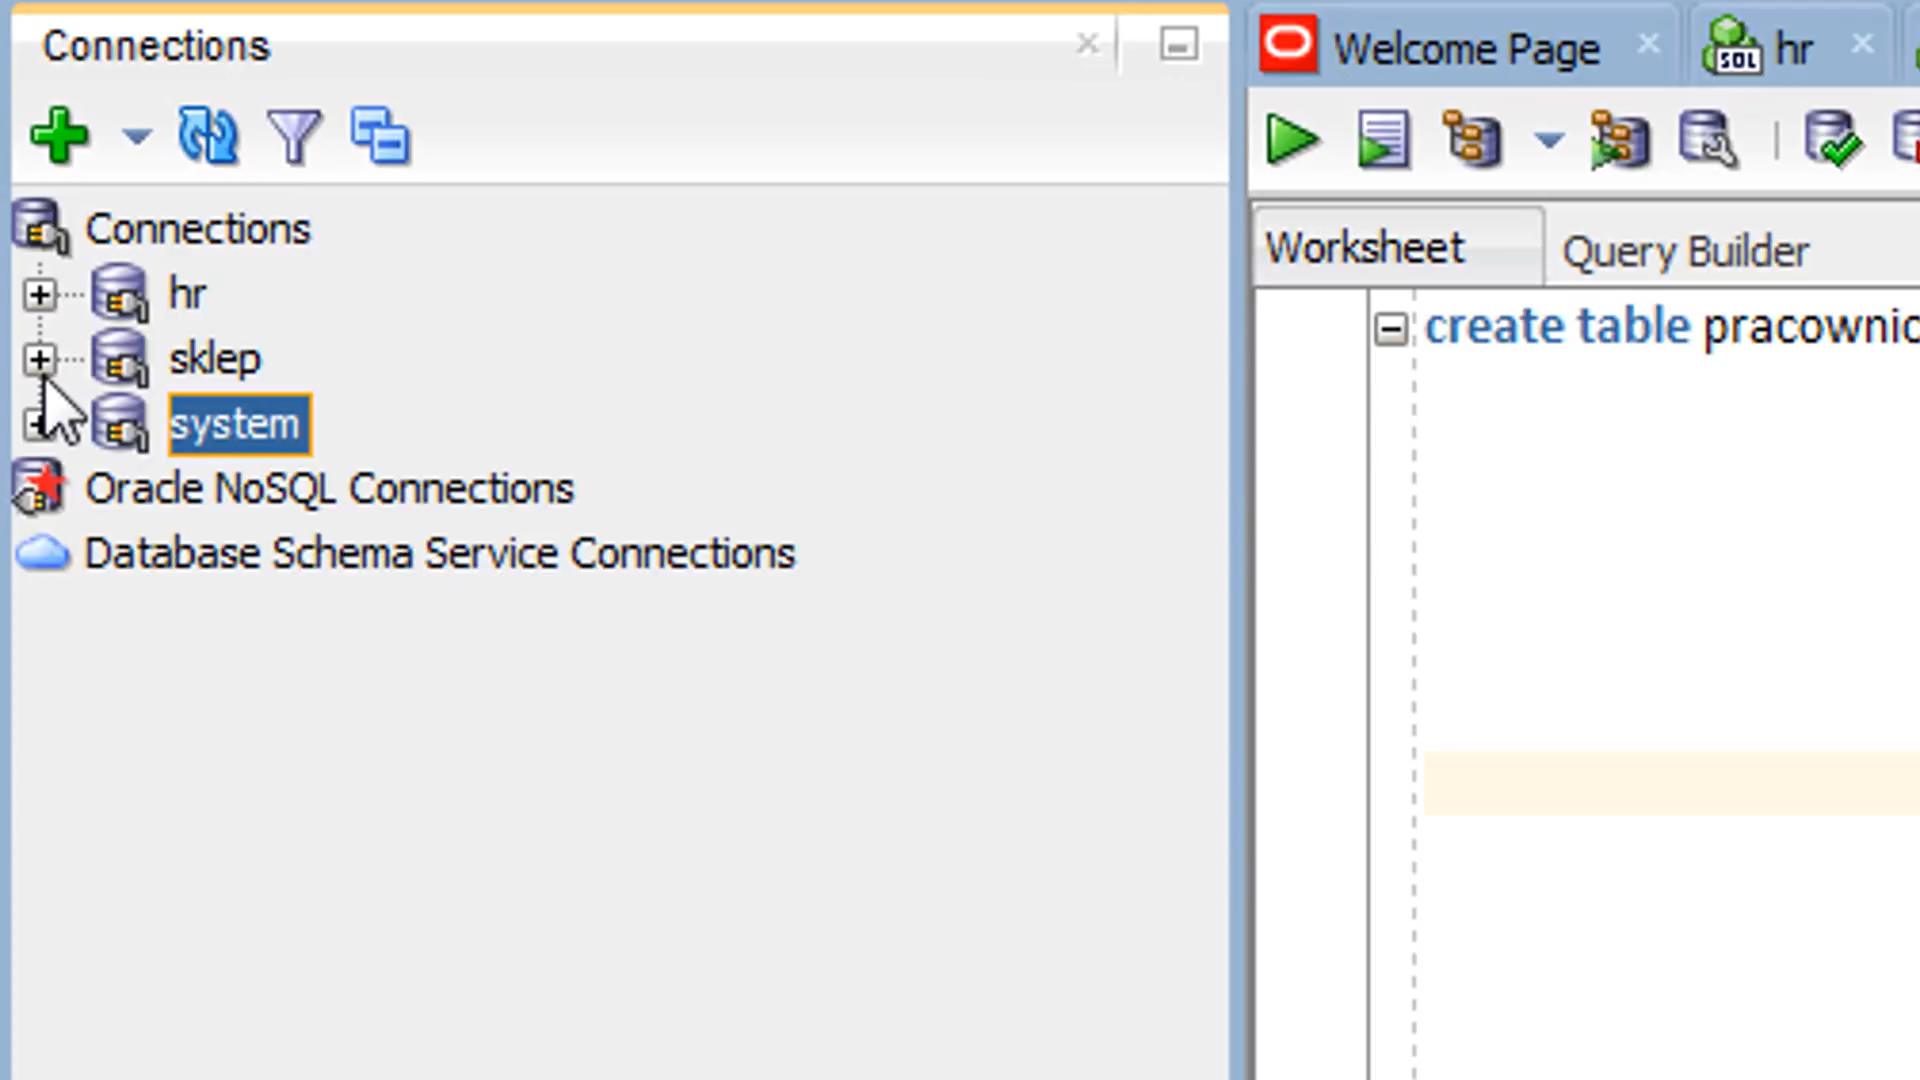 Connections
Welcome Page
hr
SQL
Connections
hr
sklep
system
Oracle NoSQL Connections
Database Schema Service Connections
Worksheet
Query Builder
create table pracownic